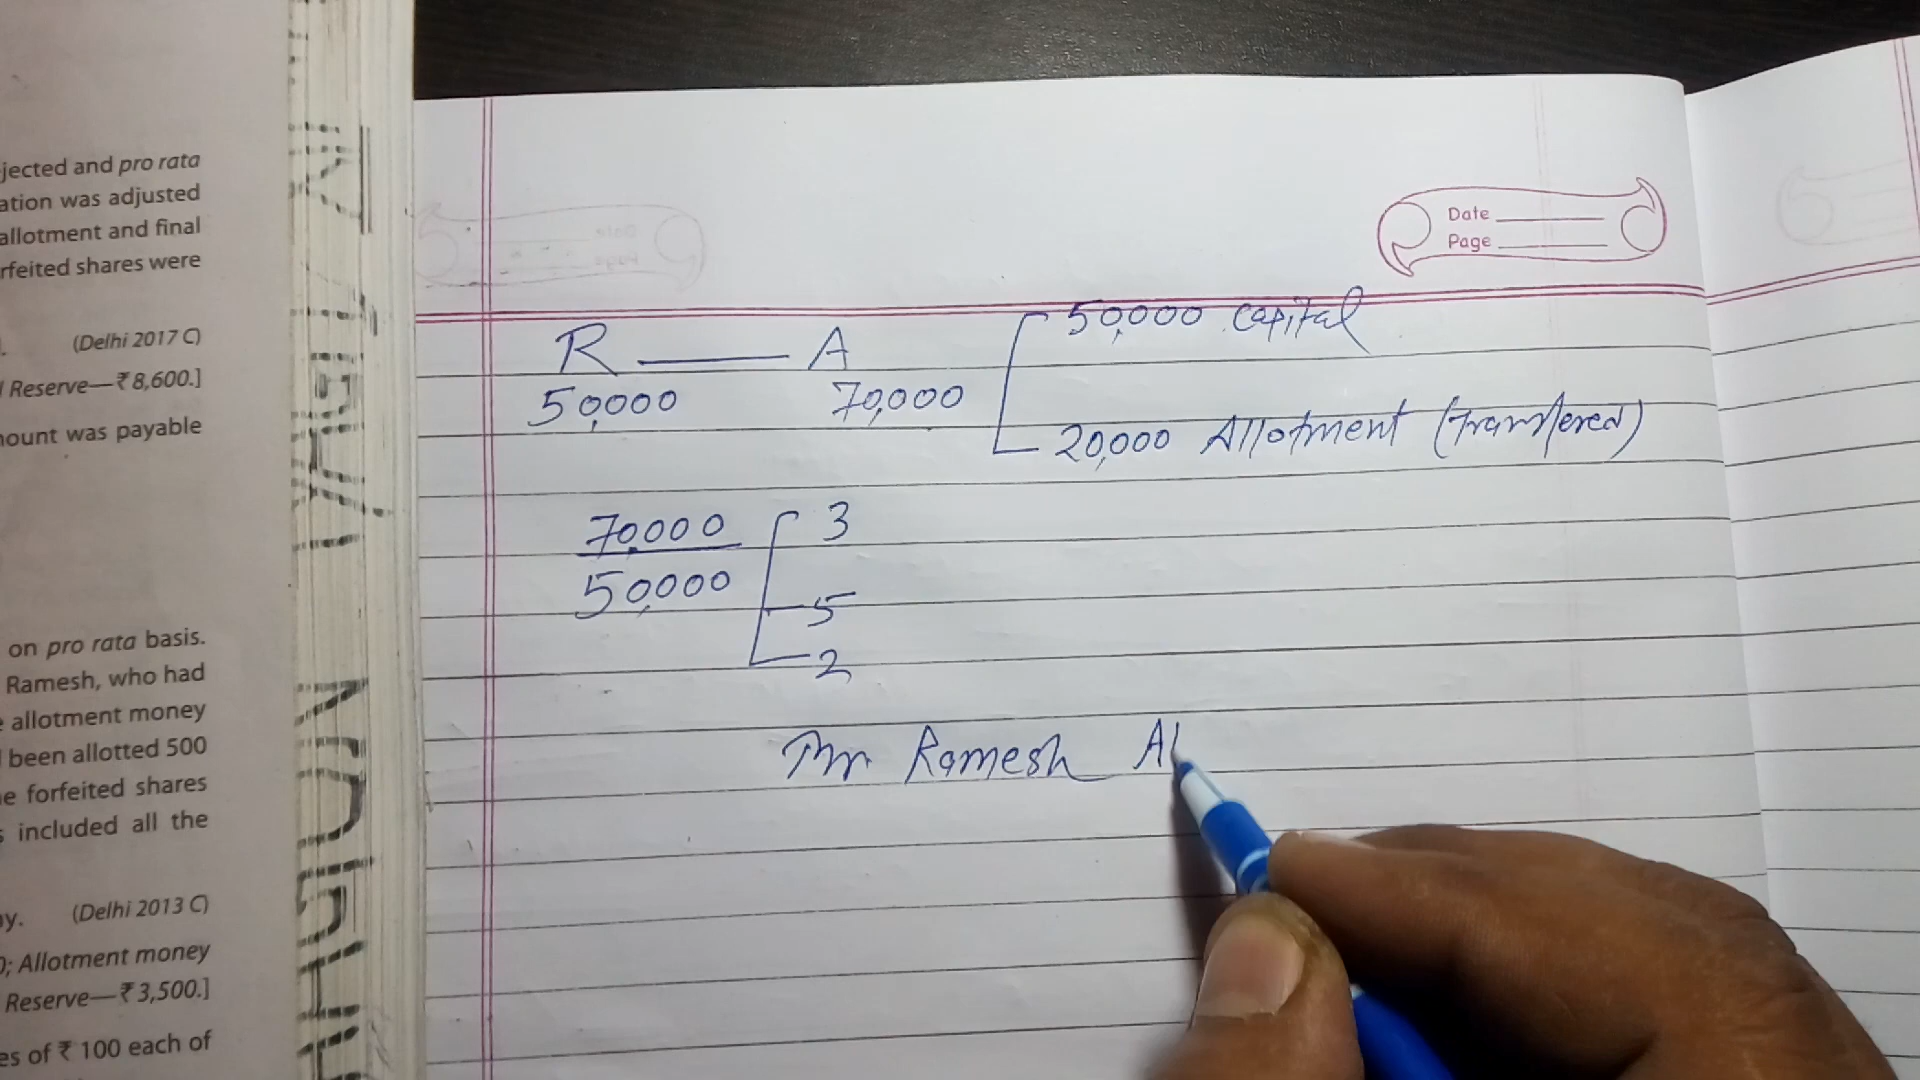 jected and pro rata
ation was adjusted
allotment and final
rfeited shares were
(Delhi 2017 C)
Reserve—₹ 8,600.]
ount was payable
on pro rata basis.
Ramesh, who had
allotment money
been allotted 500
e forfeited shares
included all the
(Delhi 2013 C)
; Allotment money
Reserve—₹ 3,500.]
es of ₹ 100 each of
Date
Page
R — A
50,000 70,000
50,000 capital
20,000 Allotment (Transfered)
70,000
50,000
3
5
2
Mr Ramesh Al